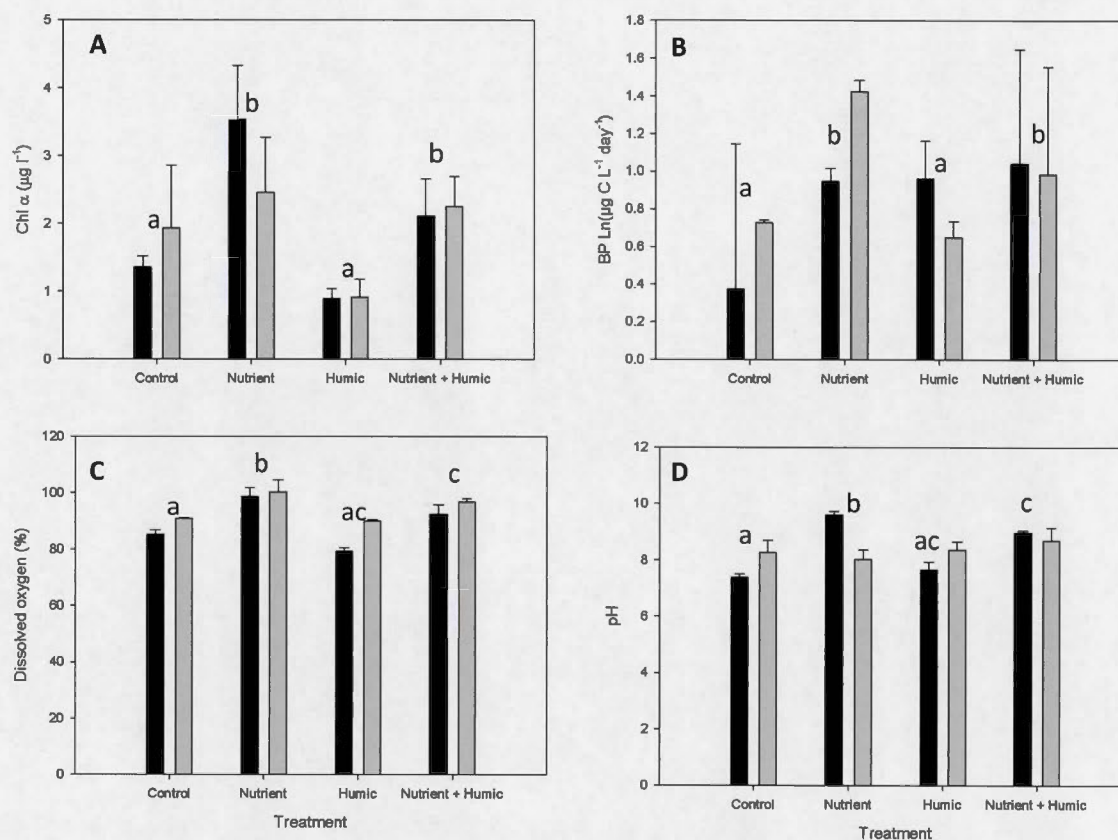 A
Chl α (µg l⁻¹)
5
4
3
2
1
0
a
b
a
b
Control Nutrient Humic Nutrient + Humic
B
BP Ln(µg C L⁻¹ day⁻¹)
1.8
1.6
1.4
1.2
1.0
0.8
0.6
0.4
0.2
0.0
a
b
a
b
Control Nutrient Humic Nutrient + Humic
C
Dissolved oxygen (%)
120
100
80
60
40
20
0
a
b
ac
c
Control Nutrient Humic Nutrient + Humic
Treatment
D
pH
12
10
8
6
4
2
0
a
b
ac
c
Control Nutrient Humic Nutrient + Humic
Treatment